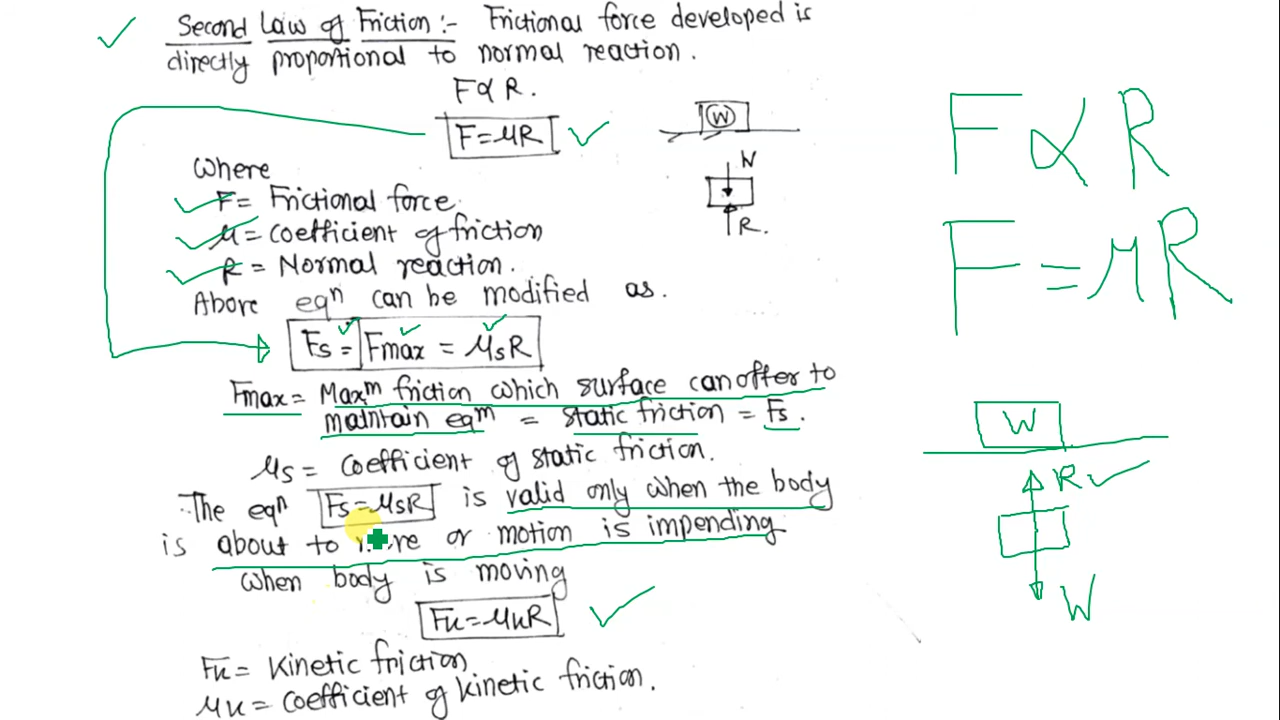 Second Law of Friction :- Frictional force developed is
directly proportional to normal reaction.
F ∝ R.
F = μR
W
Where
W
F = Frictional force.
R.
μ = coefficient of friction
R = Normal reaction.
Above eqⁿ can be modified as.
Fs = Fmax = μsR
Fmax = Maxᵐ friction which surface can offer to
maintain eqᵐ = static friction = Fs.
μs = coefficient of static friction.
∴ The eqⁿ Fs = μsR is valid only when the body
is about to or motion is impending
When body is moving
Fk = μkR
Fk = Kinetic friction
μk = coefficient of kinetic friction.
F ∝ R
F = μR
W
R
W